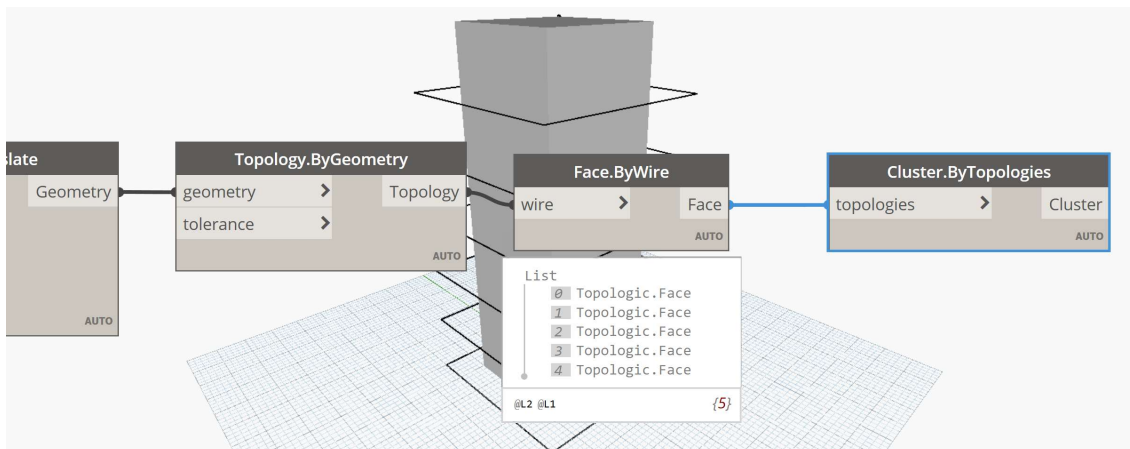 slate
Geometry
AUTO
Topology.ByGeometry
geometry > Topology
tolerance >
AUTO
Face.ByWire
wire > Face
AUTO
List
0 Topologic.Face
1 Topologic.Face
2 Topologic.Face
3 Topologic.Face
4 Topologic.Face
@L2 @L1 {5}
Cluster.ByTopologies
topologies > Cluster
AUTO